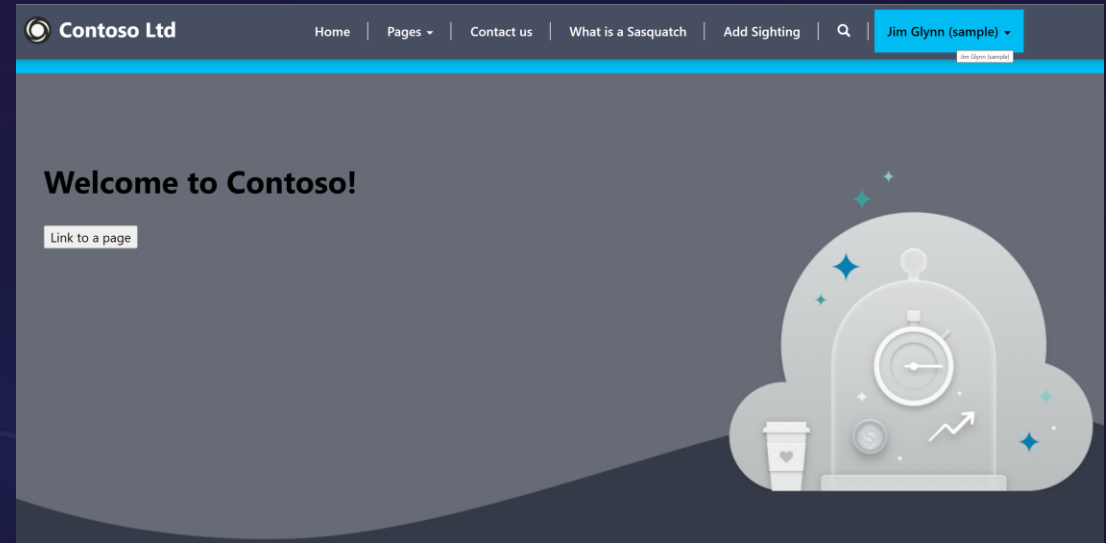 Contoso Ltd
Home | Pages | Contact us | What is a Sasquatch | Add Sighting | Jim Glynn (sample)
Jim Glynn (sample)
Welcome to Contoso!
Link to a page
$